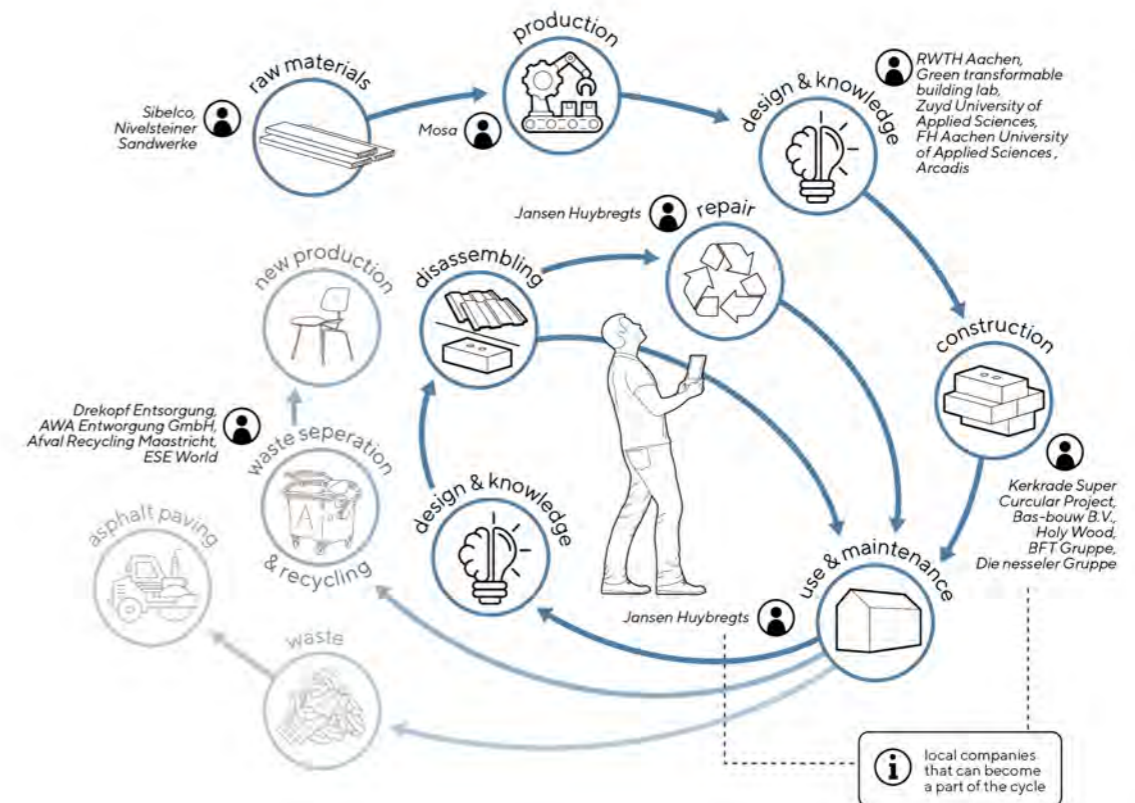 production
raw materials
design & knowledge
Sibelco,
Nivelsteiner
Sandwerke
Mosa
RWTH Aachen,
Green transformable
building lab,
Zuyd University of
Applied Sciences,
FH Aachen University
of Applied Sciences ,
Arcadis
Jansen Huybregts
repair
disassembling
new production
construction
Drekopf Entsorgung,
AWA Entworgung GmbH,
Afval Recycling Maastricht,
ESE World
waste seperation
& recycling
A
design & knowledge
asphalt paving
Kerkrade Super
Curcular Project,
Bas-bouw B.V.,
Holy Wood,
BFT Gruppe,
Die nesseler Gruppe
use & maintenance
Jansen Huybregts
waste
i
local companies
that can become
a part of the cycle